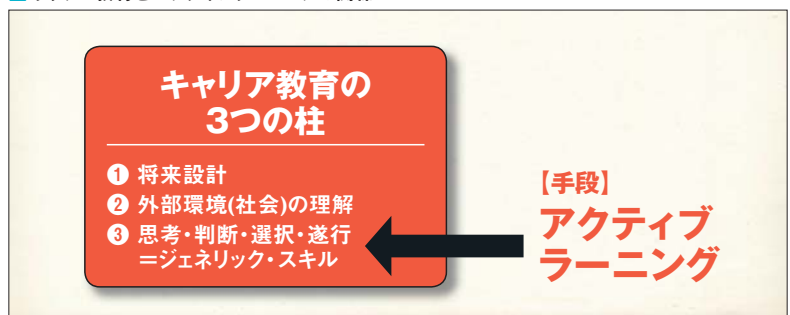 キャリア教育の
3つの柱
❶ 将来設計
❷ 外部環境(社会)の理解
❸ 思考・判断・選択・遂行
=ジェネリック・スキル
【手段】
アクティブ
ラーニング